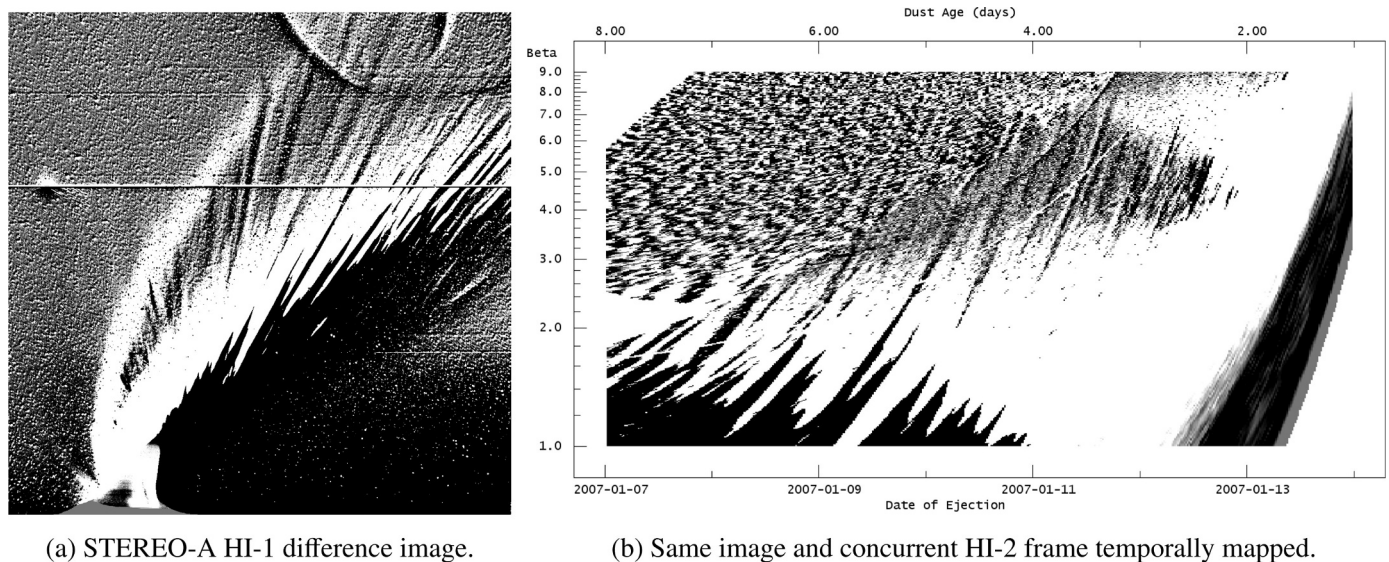 Dust Age (days)
8.00 6.00 4.00 2.00
Beta
9.0
8.0
7.0
6.0
5.0
4.0
3.0
2.0
1.0
2007-01-07 2007-01-09 2007-01-11 2007-01-13
Date of Ejection
(a) STEREO-A HI-1 difference image.
(b) Same image and concurrent HI-2 frame temporally mapped.